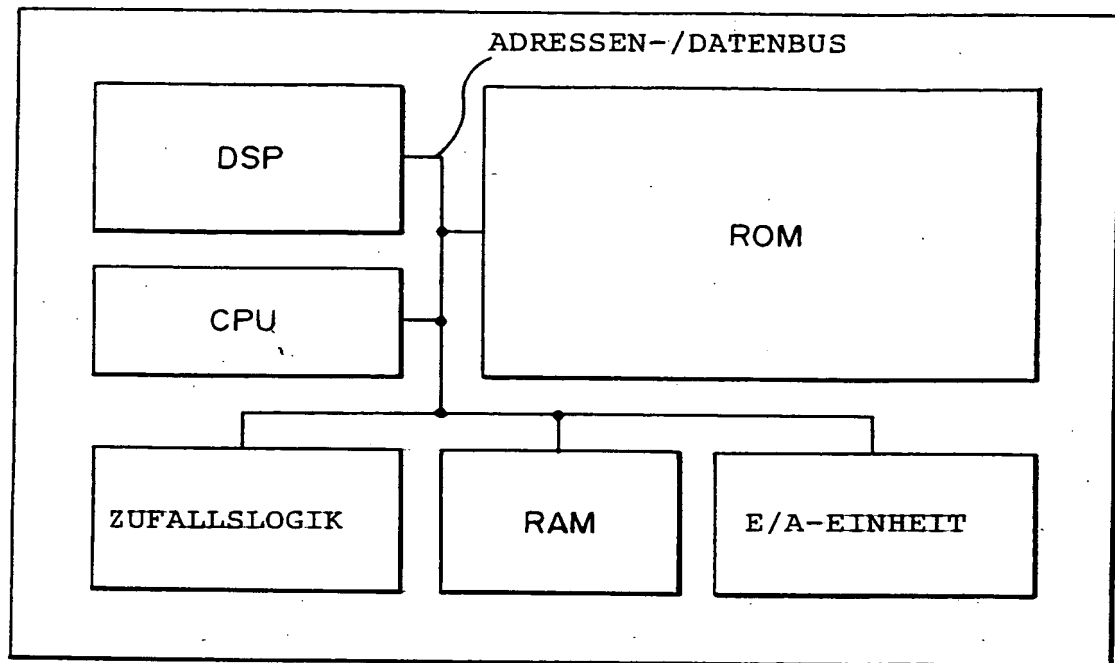 ADRESSEN-/DATENBUS
DSP
ROM
CPU
ZUFALLSLOGIK
RAM
E/A-EINHEIT